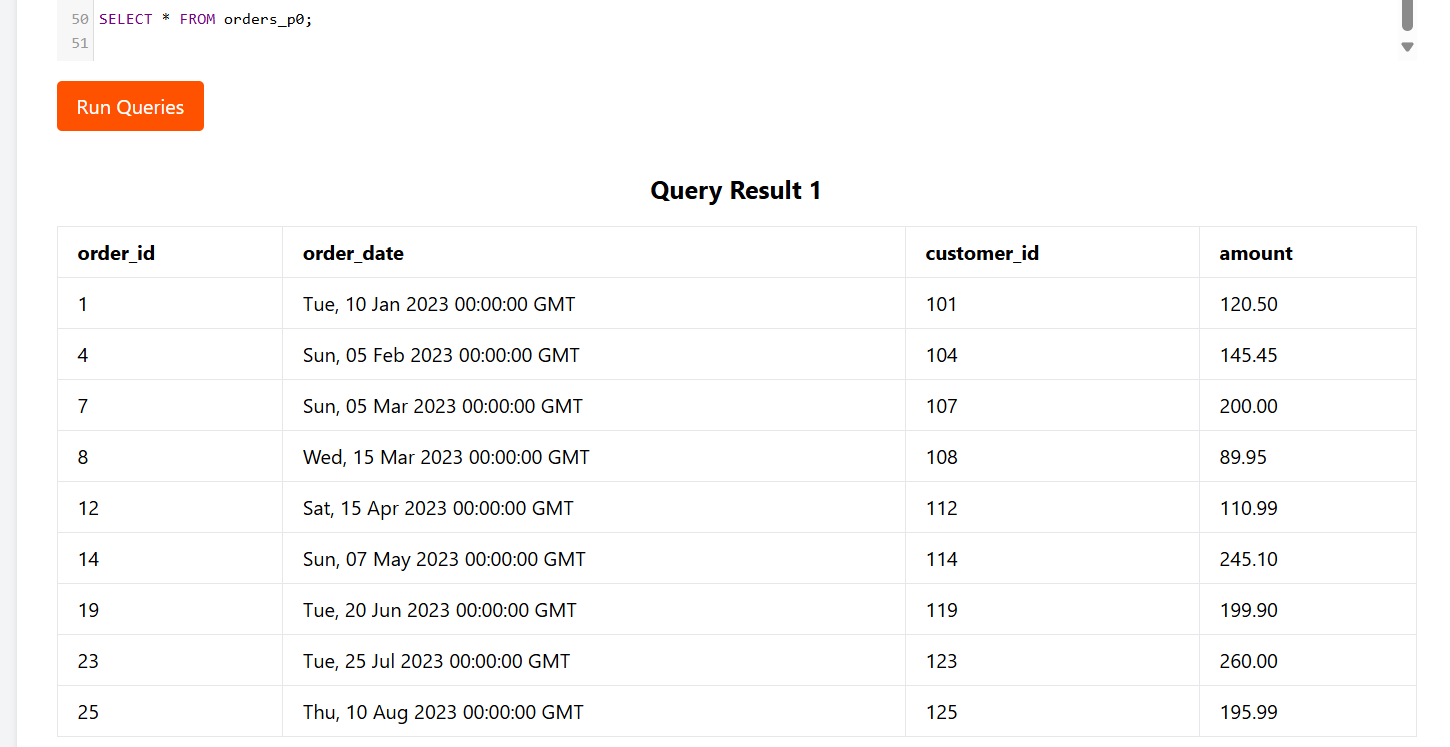 50 SELECT * FROM orders_p0;
51
Run Queries
Query Result 1
order_id order_date customer_id amount
1 Tue, 10 Jan 2023 00:00:00 GMT 101 120.50
4 Sun, 05 Feb 2023 00:00:00 GMT 104 145.45
7 Sun, 05 Mar 2023 00:00:00 GMT 107 200.00
8 Wed, 15 Mar 2023 00:00:00 GMT 108 89.95
12 Sat, 15 Apr 2023 00:00:00 GMT 112 110.99
14 Sun, 07 May 2023 00:00:00 GMT 114 245.10
19 Tue, 20 Jun 2023 00:00:00 GMT 119 199.90
23 Tue, 25 Jul 2023 00:00:00 GMT 123 260.00
25 Thu, 10 Aug 2023 00:00:00 GMT 125 195.99